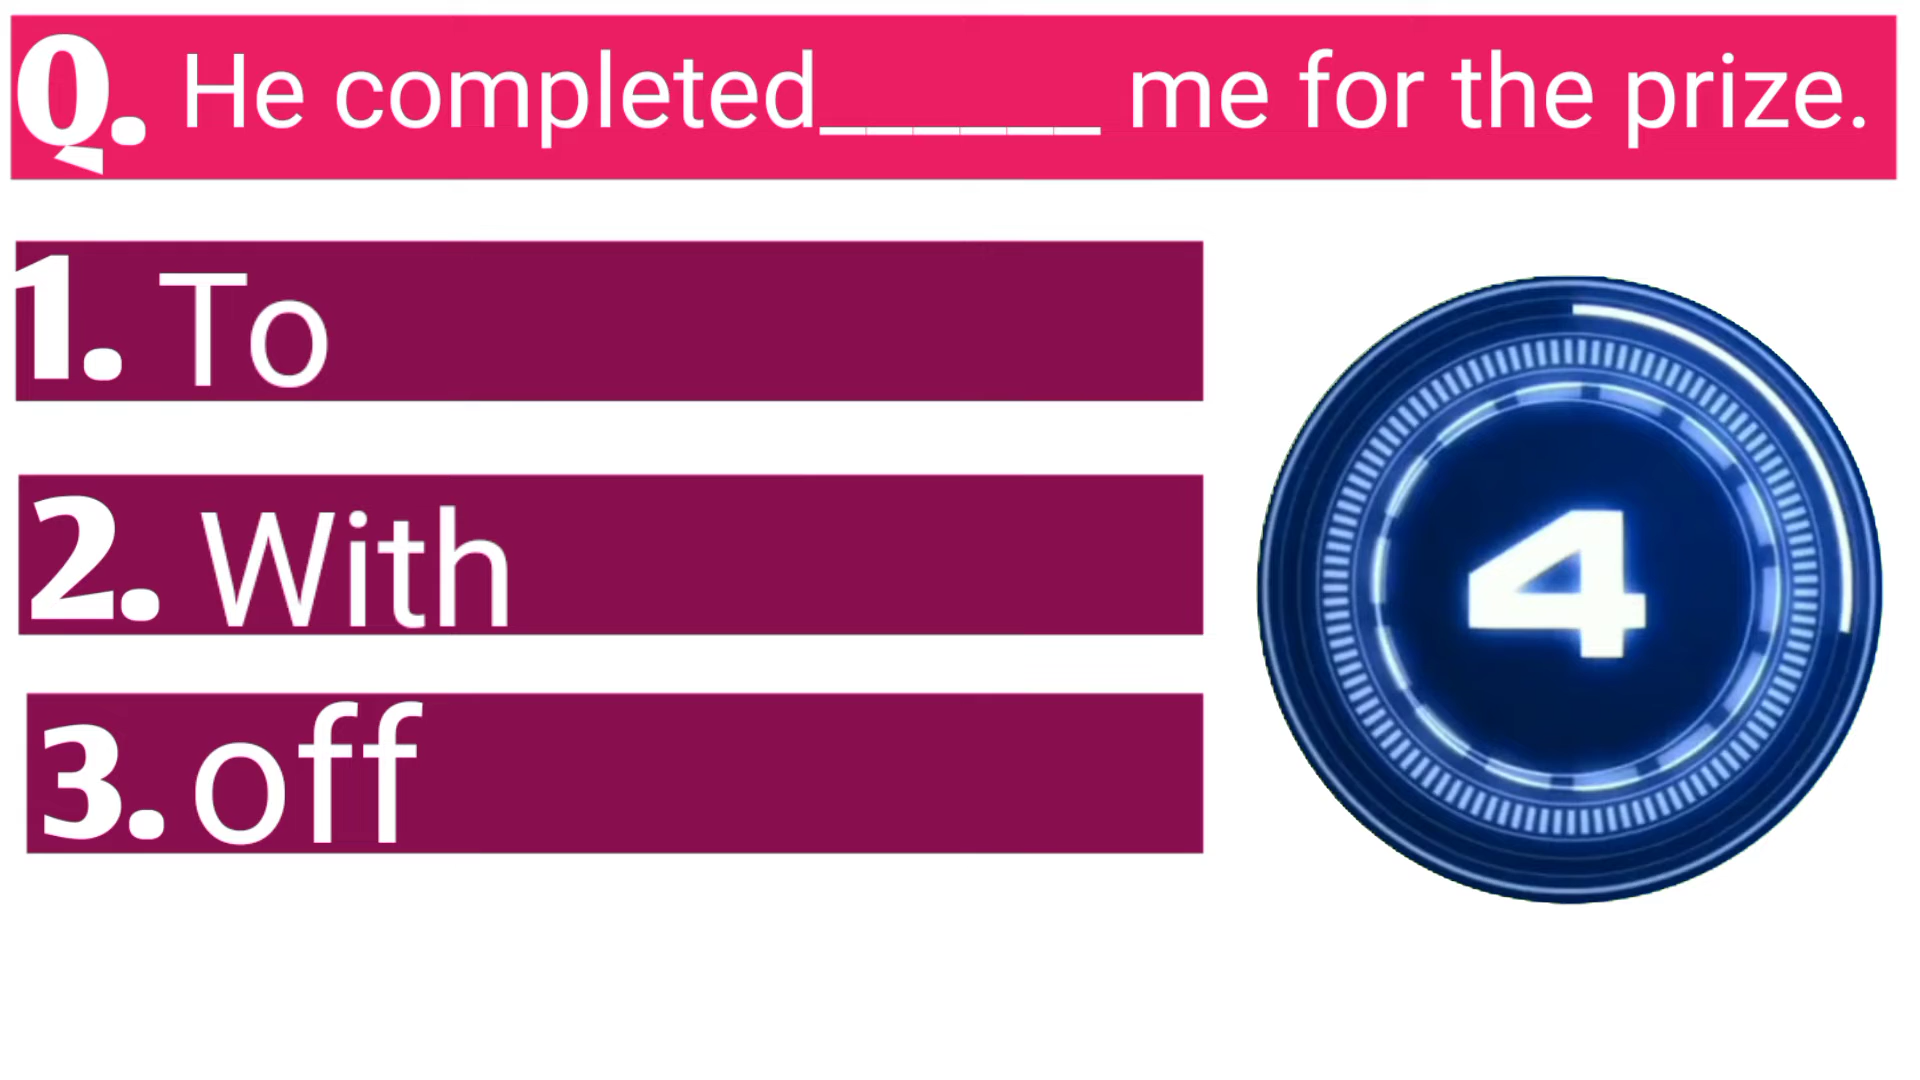 Q. He completed______ me for the prize.
1. To
2. With
3. off
4